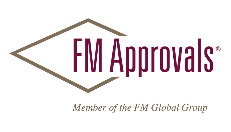 FM Approvals®
Member of the FM Global Group